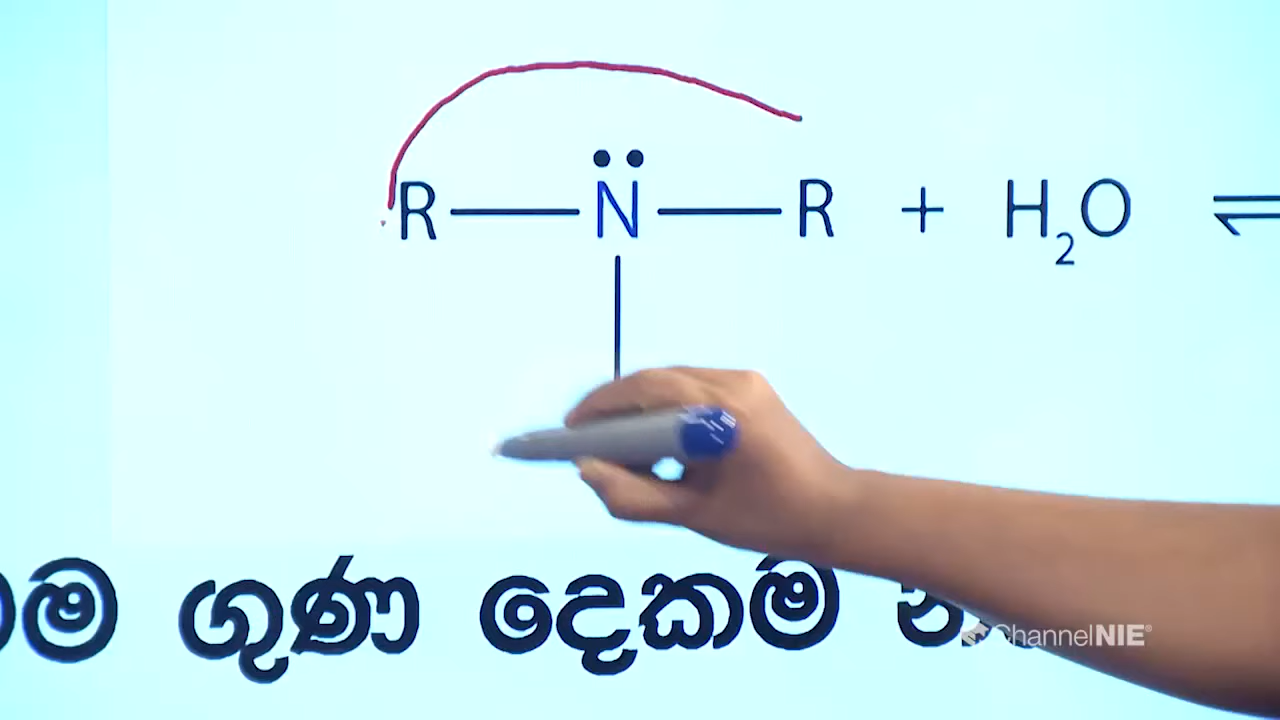 R — N̈ — R + H₂O ⇌
ම ගුණ දෙකම
ChannelNIE®